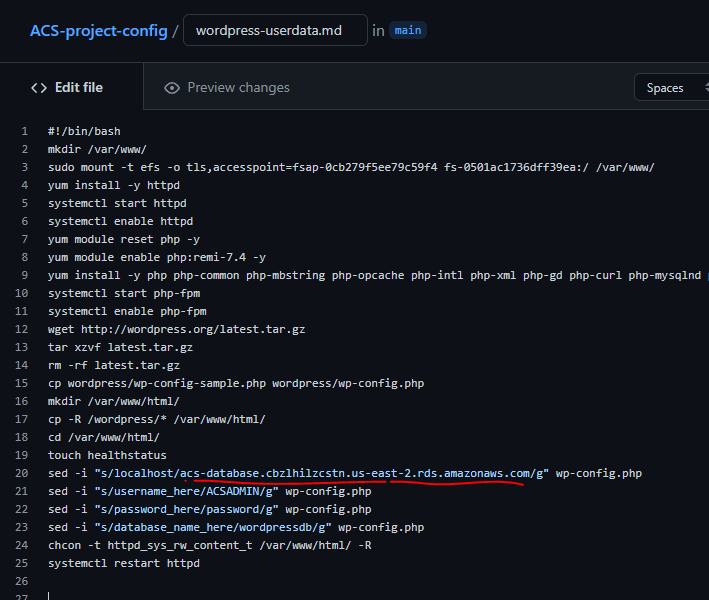 ACS-project-config / wordpress-userdata.md in main
<> Edit file Preview changes Spaces
1 #!/bin/bash
2 mkdir /var/www/
3 sudo mount -t efs -o tls,accesspoint=fsap-0cb279f5ee79c59f4 fs-0501ac1736dff39ea:/ /var/www/
4 yum install -y httpd
5 systemctl start httpd
6 systemctl enable httpd
7 yum module reset php -y
8 yum module enable php:remi-7.4 -y
9 yum install -y php php-common php-mbstring php-opcache php-intl php-xml php-gd php-curl php-mysqlnd
10 systemctl start php-fpm
11 systemctl enable php-fpm
12 wget http://wordpress.org/latest.tar.gz
13 tar xzvf latest.tar.gz
14 rm -rf latest.tar.gz
15 cp wordpress/wp-config-sample.php wordpress/wp-config.php
16 mkdir /var/www/html/
17 cp -R /wordpress/* /var/www/html/
18 cd /var/www/html/
19 touch healthstatus
20 sed -i "s/localhost/acs-database.cbzlhilzcstn.us-east-2.rds.amazonaws.com/g" wp-config.php
21 sed -i "s/username_here/ACSADMIN/g" wp-config.php
22 sed -i "s/password_here/password/g" wp-config.php
23 sed -i "s/database_name_here/wordpressdb/g" wp-config.php
24 chcon -t httpd_sys_rw_content_t /var/www/html/ -R
25 systemctl restart httpd
26
27